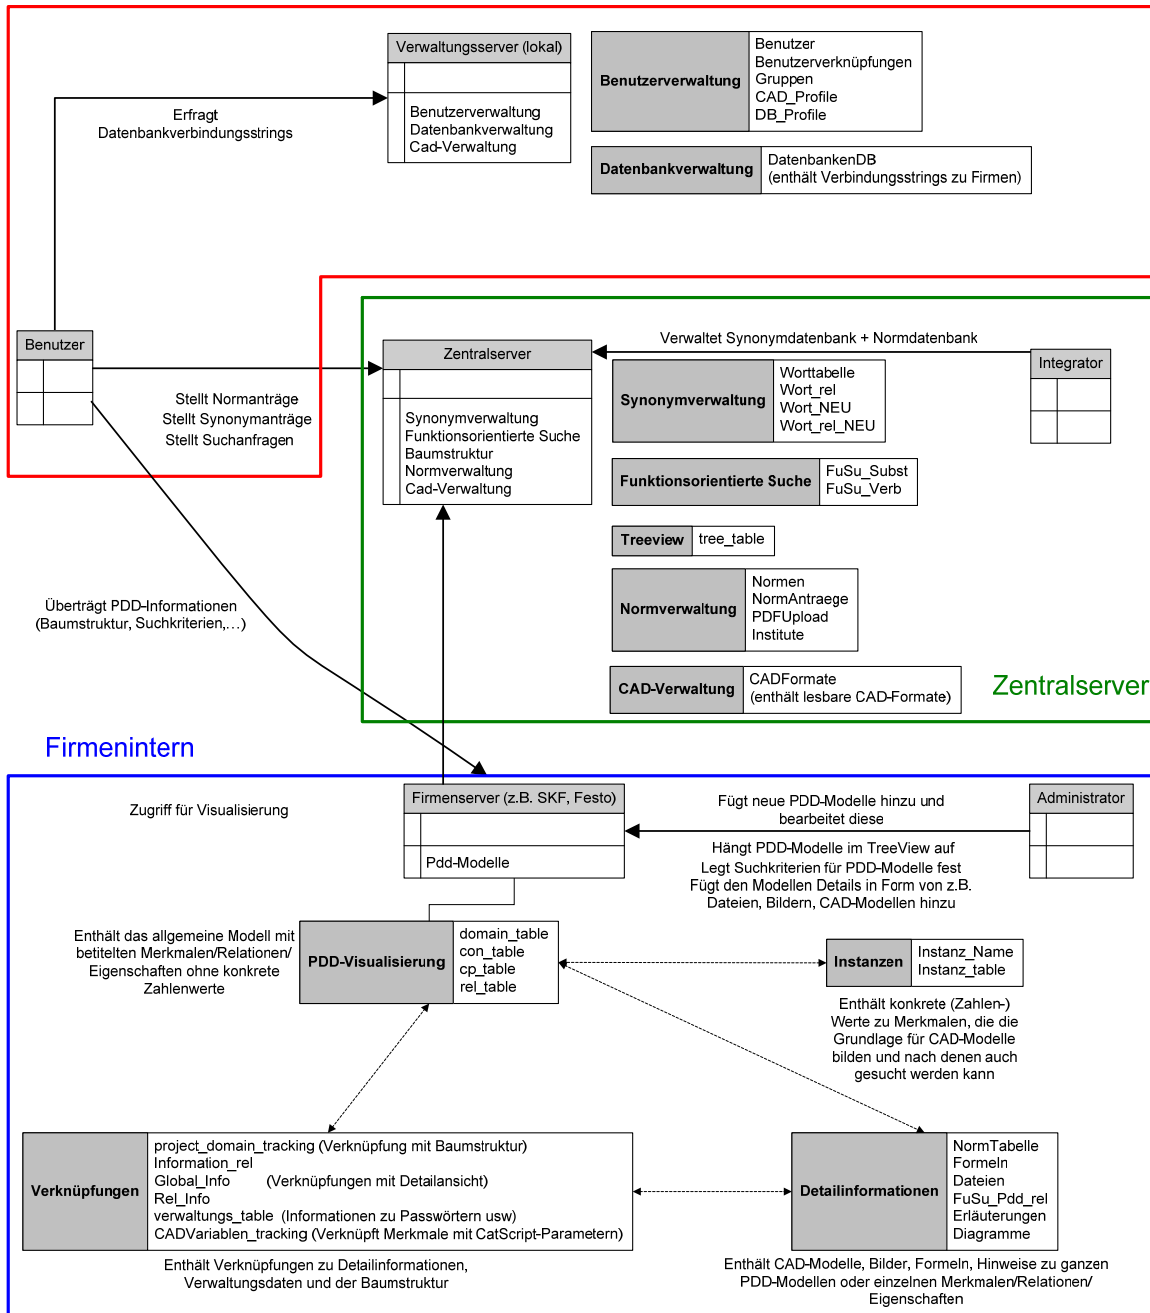 Verwaltungsserver (lokal)
Benutzerverwaltung
Datenbankverwaltung
Cad-Verwaltung
Benutzerverwaltung
Benutzer
Benutzerverknüpfungen
Gruppen
CAD_Profile
DB_Profile
Datenbankverwaltung
DatenbankenDB
(enthält Verbindungsstrings zu Firmen)
Erfragt
Datenbankverbindungsstrings
Benutzer
Stellt Normanträge
Stellt Synonymanträge
Stellt Suchanfragen
Zentralserver
Synonymverwaltung
Funktionsorientierte Suche
Baumstruktur
Normverwaltung
Cad-Verwaltung
Verwaltet Synonymdatenbank + Normdatenbank
Integrator
Synonymverwaltung
Worttabelle
Wort_rel
Wort_NEU
Wort_rel_NEU
Funktionsorientierte Suche
FuSu_Subst
FuSu_Verb
Treeview
tree_table
Normverwaltung
Normen
NormAntraege
PDFUpload
Institute
CAD-Verwaltung
CADFormate
(enthält lesbare CAD-Formate)
Zentralserver
Überträgt PDD-Informationen
(Baumstruktur, Suchkriterien,…)
Firmenintern
Zugriff für Visualisierung
Firmenserver (z.B. SKF, Festo)
Pdd-Modelle
Fügt neue PDD-Modelle hinzu und
bearbeitet diese
Hängt PDD-Modelle im TreeView auf
Legt Suchkriterien für PDD-Modelle fest
Fügt den Modellen Details in Form von z.B.
Dateien, Bildern, CAD-Modellen hinzu
Administrator
Enthält das allgemeine Modell mit
betitelten Merkmalen/Relationen/
Eigenschaften ohne konkrete
Zahlenwerte
PDD-Visualisierung
domain_table
con_table
cp_table
rel_table
Instanzen
Instanz_Name
Instanz_table
Enthält konkrete (Zahlen-)
Werte zu Merkmalen, die die
Grundlage für CAD-Modelle
bilden und nach denen auch
gesucht werden kann
Verknüpfungen
project_domain_tracking (Verknüpfung mit Baumstruktur)
Information_rel
Global_Info (Verknüpfungen mit Detailansicht)
Rel_Info
verwaltungs_table (Informationen zu Passwörtern usw)
CADVariablen_tracking (Verknüpft Merkmale mit CatScript-Parametern)
Enthält Verknüpfungen zu Detailinformationen,
Verwaltungsdaten und der Baumstruktur
Detailinformationen
NormTabelle
Formeln
Dateien
FuSu_Pdd_rel
Erläuterungen
Diagramme
Enthält CAD-Modelle, Bilder, Formeln, Hinweise zu ganzen
PDD-Modellen oder einzelnen Merkmalen/Relationen/
Eigenschaften